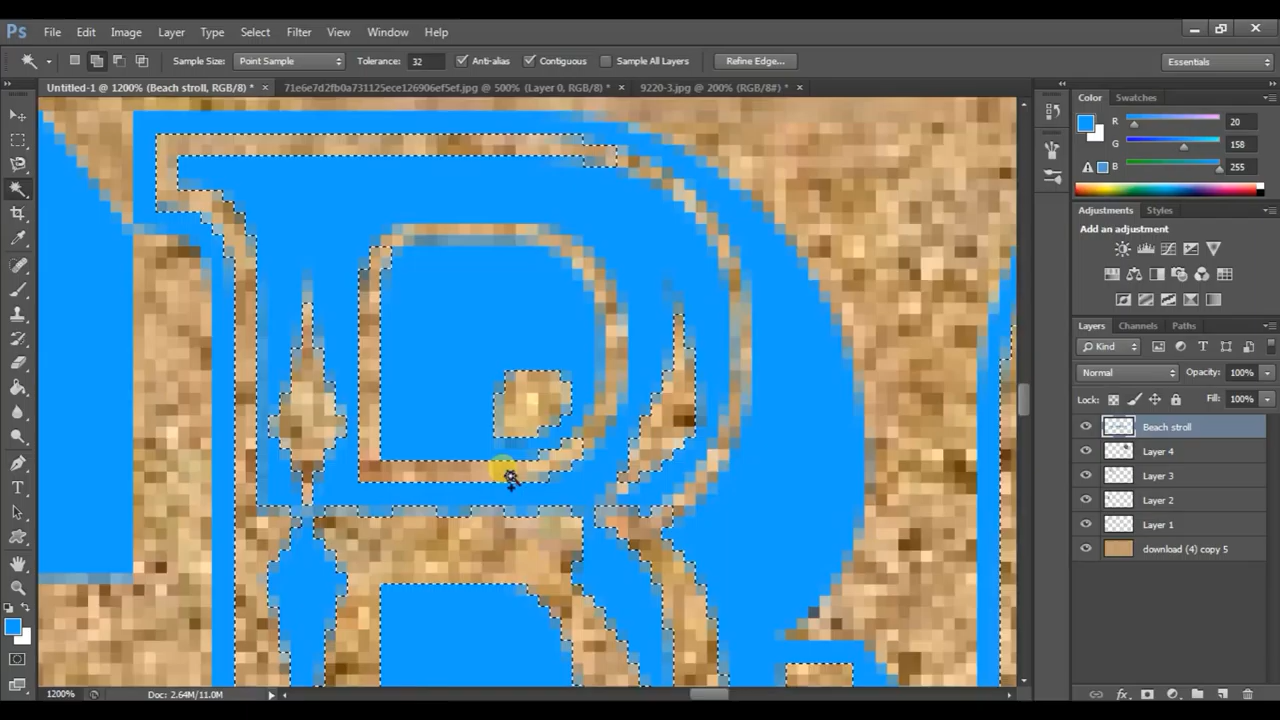 Ps File Edit Image Layer Type Select Filter View Window Help
Sample Size: Point Sample Tolerance: 32 Anti-alias Contiguous Sample All Layers Refine Edge... Essentials
Untitled-1 @ 1200% (Beach stroll, RGB/8) * × 71e6e7d2fb0a731125ece126906ef5ef.jpg @ 500% (Layer 0, RGB/8) * × 9220-3.jpg @ 200% (RGB/8#) * ×
Color Swatches
R 20
G 158
B 255
Adjustments Styles
Add an adjustment
Layers Channels Paths
Kind
Normal Opacity: 100%
Lock: Fill: 100%
Beach stroll
Layer 4
Layer 3
Layer 2
Layer 1
download (4) copy 5
1200% Doc: 2.64M/11.0M